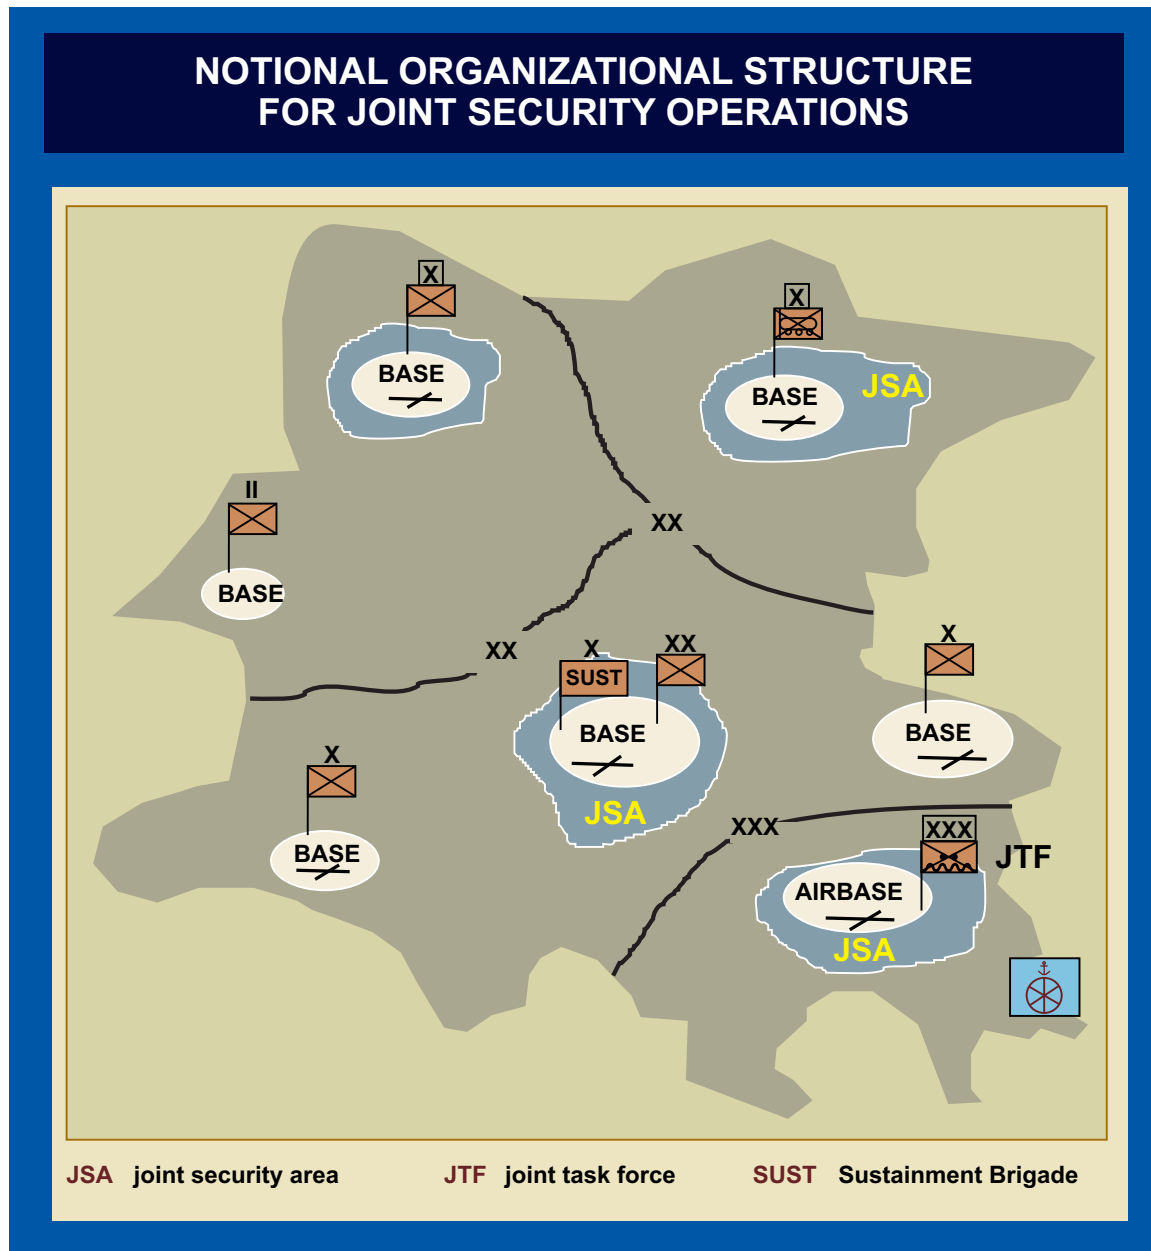 NOTIONAL ORGANIZATIONAL STRUCTURE
FOR JOINT SECURITY OPERATIONS
X
X
BASE
JSA
BASE
II
XX
BASE
X
XX
X
XX
SUST
BASE
BASE
X
JSA
XXX
XXX
BASE
JTF
AIRBASE
JSA
JSA joint security area
JTF joint task force
SUST Sustainment Brigade